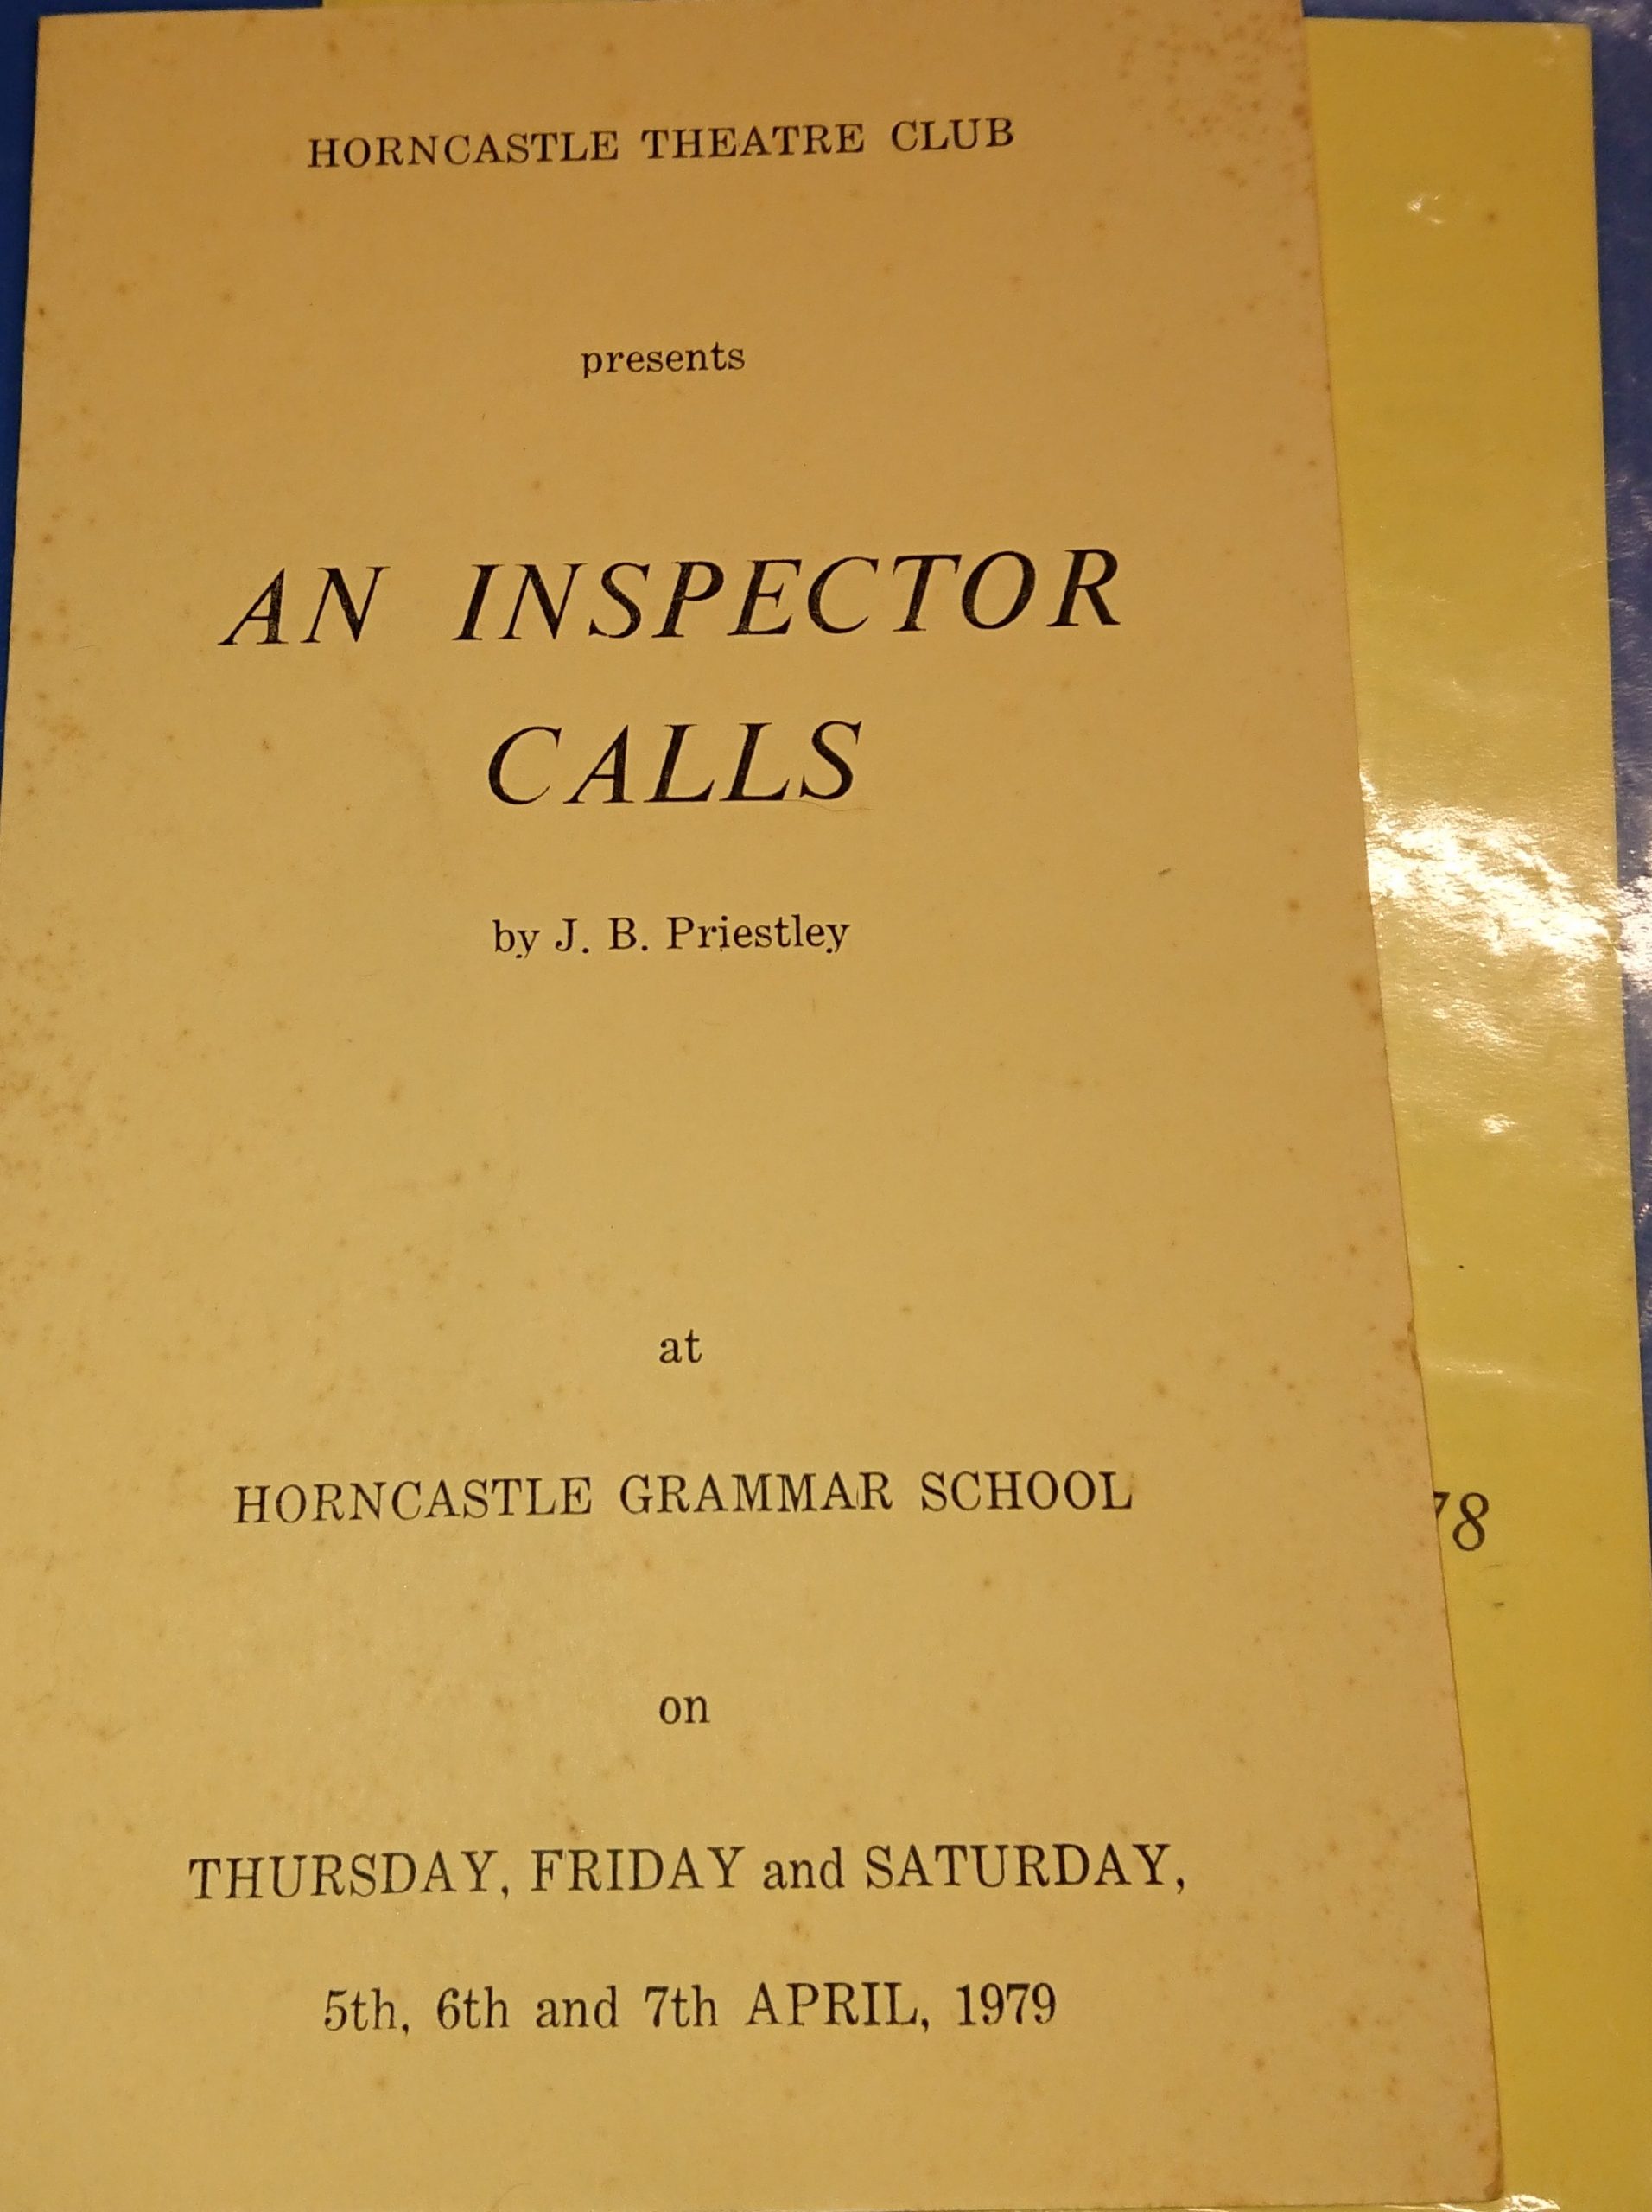 HORNCASTLE THEATRE CLUB
presents
AN INSPECTOR
CALLS
by J. B. Priestley
at
HORNCASTLE GRAMMAR SCHOOL
78
on
THURSDAY, FRIDAY and SATURDAY,
5th, 6th and 7th APRIL, 1979